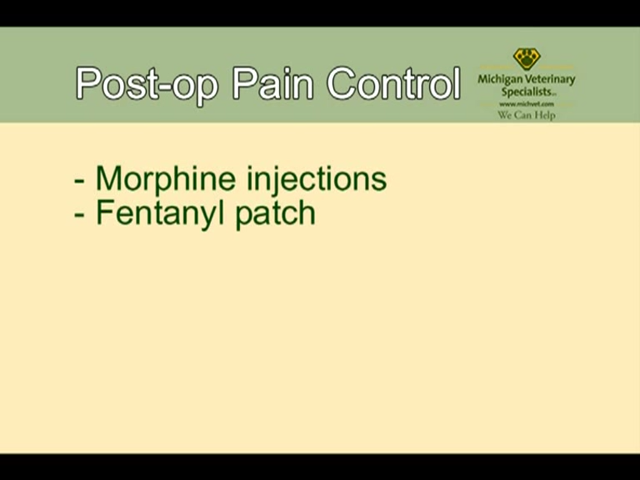 Post-op Pain Control
Michigan Veterinary
Specialists
www.michvet.com
We Can Help
- Morphine injections
- Fentanyl patch